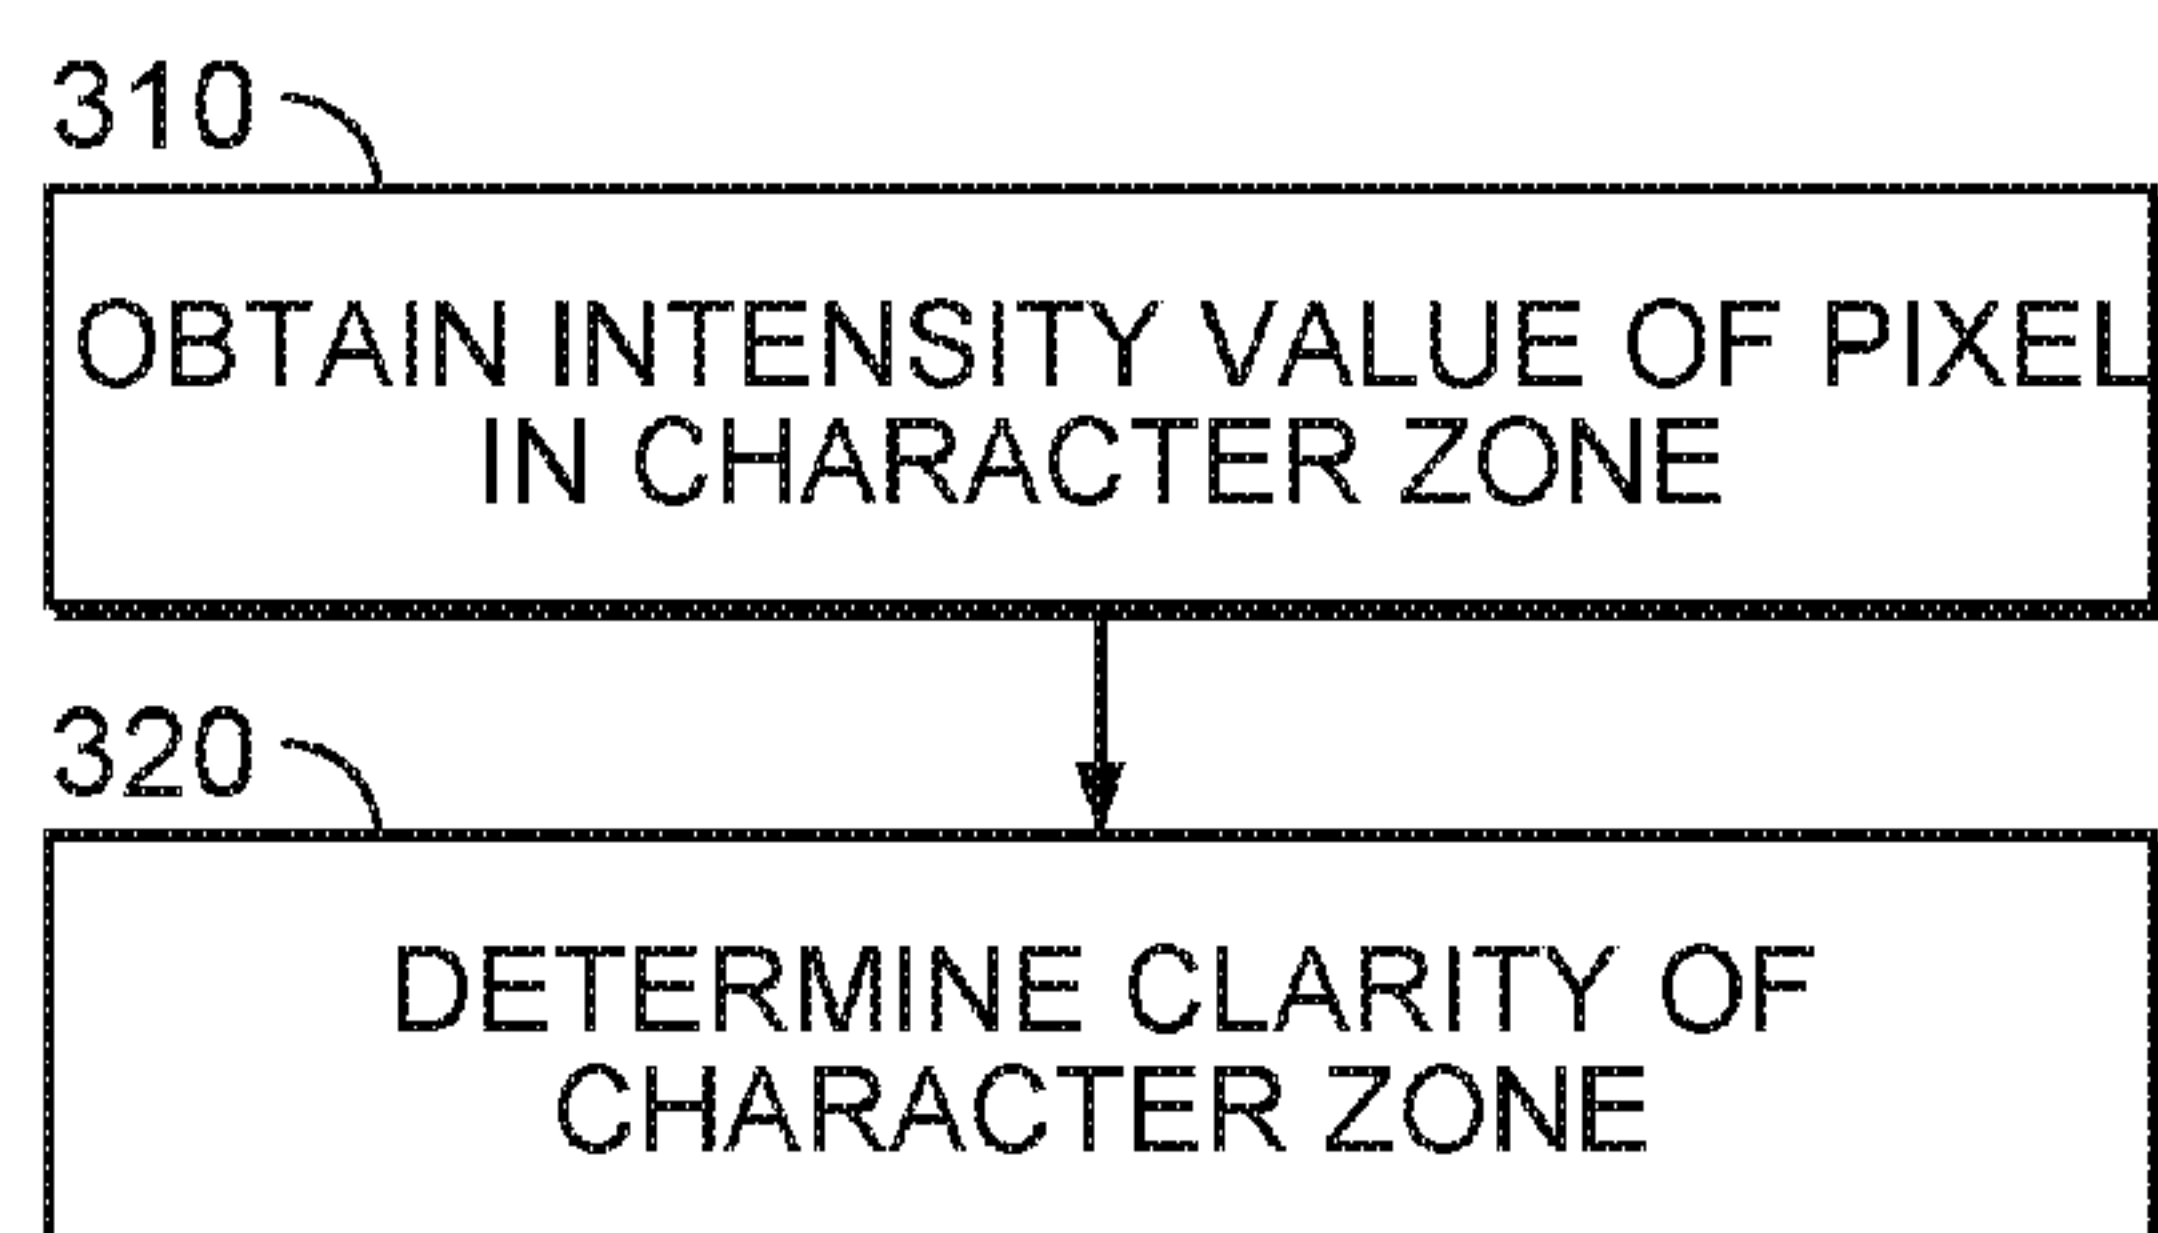 310
OBTAIN INTENSITY VALUE OF PIXEL
IN CHARACTER ZONE
320
DETERMINE CLARITY OF
CHARACTER ZONE